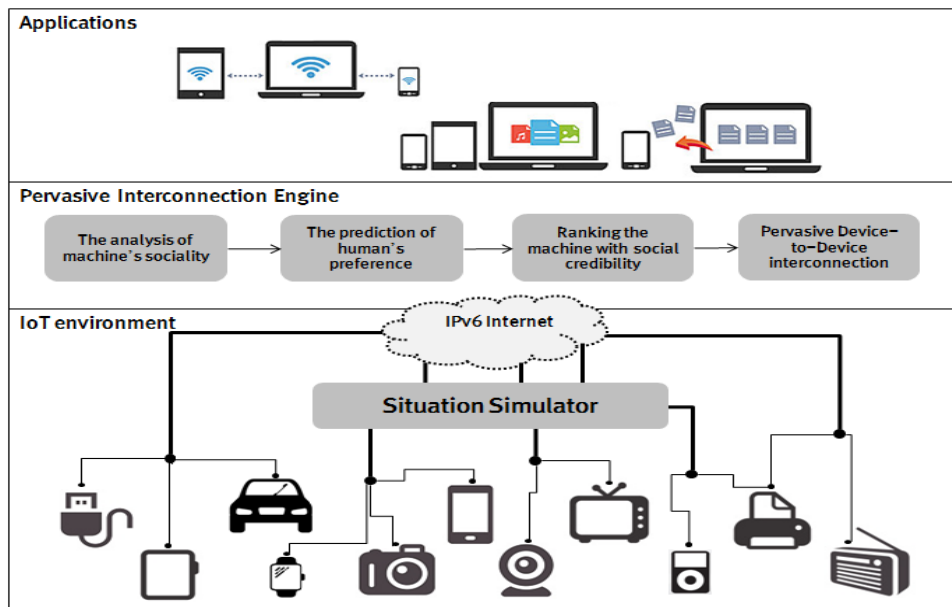 Applications
Pervasive Interconnection Engine
The analysis of
machine's sociality
The prediction of
human's
preference
Ranking the
machine with social
credibility
Pervasive Device-
to-Device
interconnection
IoT environment
IPv6 Internet
Situation Simulator